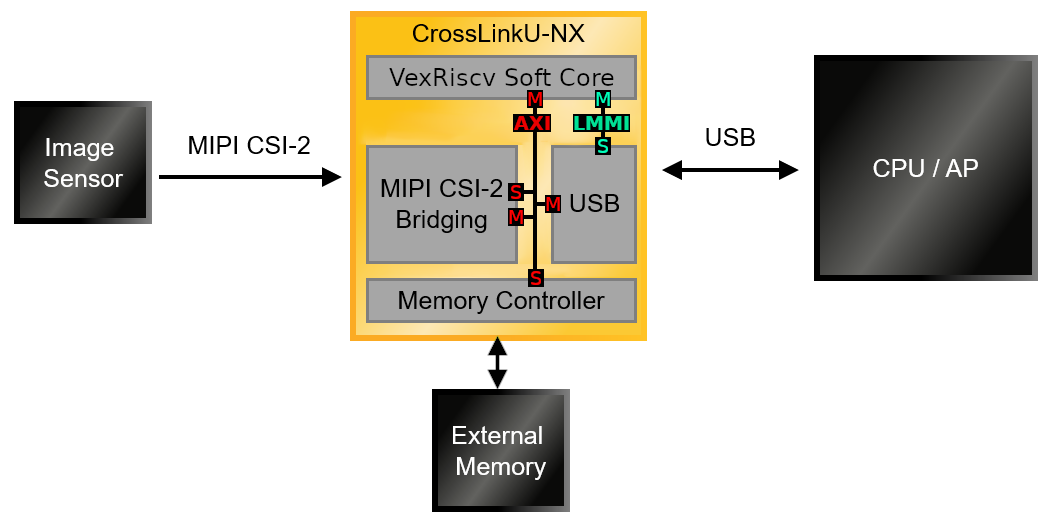 CrossLinkU-NX
VexRiscv Soft Core
M
M
AXI
LMMI
S
Image
Sensor
MIPI CSI-2
MIPI CSI-2
Bridging
S
M
M
USB
USB
CPU / AP
S
Memory Controller
External
Memory